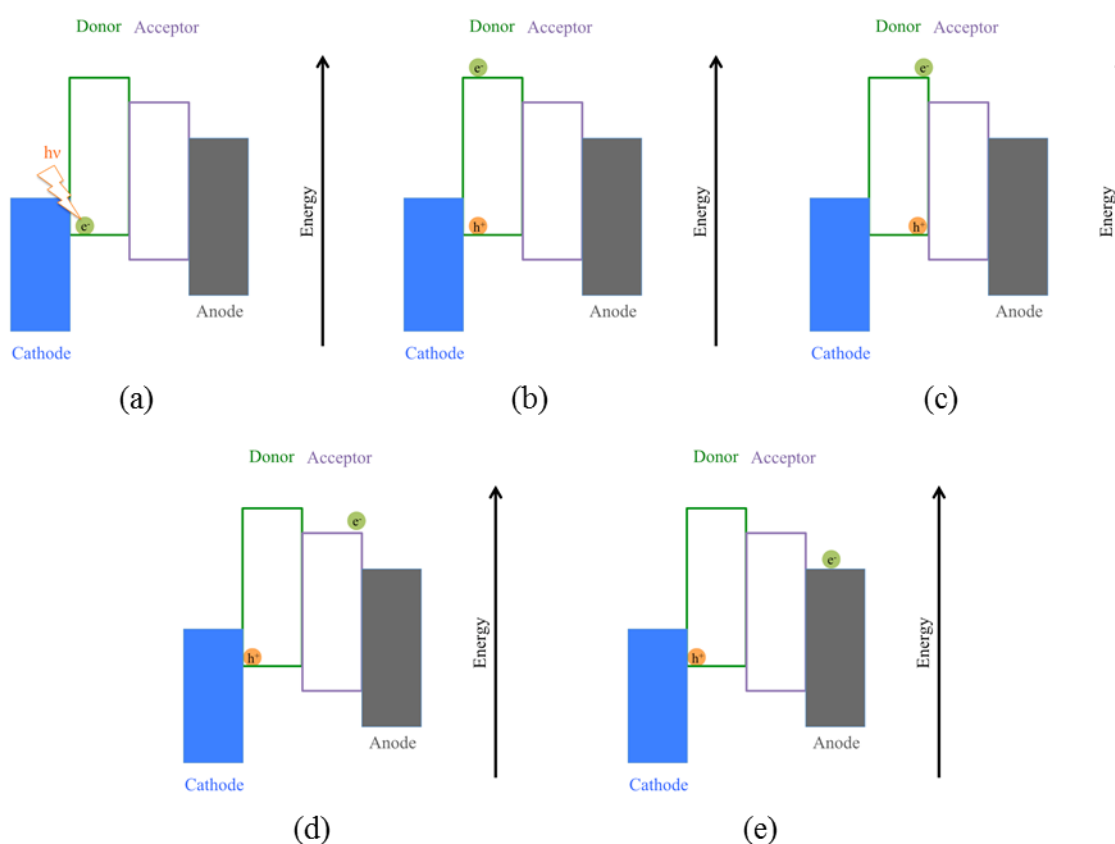 Donor Acceptor
hν
e-
Energy
Anode
Cathode
(a)
Donor Acceptor
e-
h+
Energy
Anode
Cathode
(b)
Donor Acceptor
e-
h+
Energy
Anode
Cathode
(c)
Donor Acceptor
e-
h+
Energy
Anode
Cathode
(d)
Donor Acceptor
e-
h+
Energy
Anode
Cathode
(e)